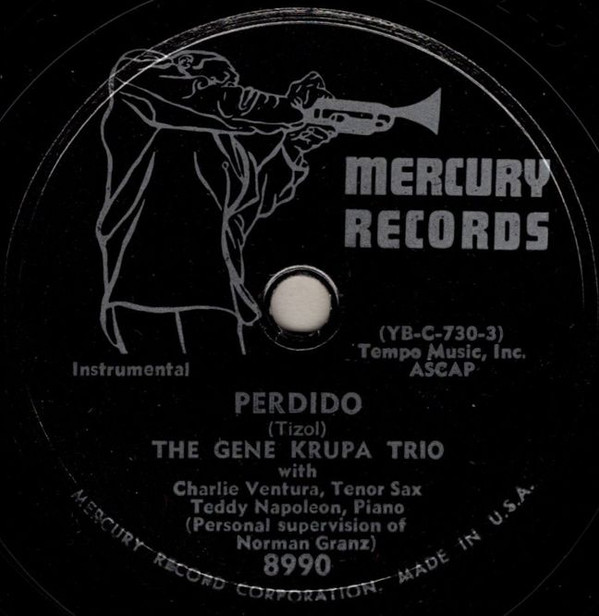 MERCURY
RECORDS
(YB-C-730-3)
Tempo Music, Inc.
ASCAP
Instrumental
PERDIDO
(Tizol)
THE GENE KRUPA TRIO
with
Charlie Ventura, Tenor Sax
Teddy Napoleon, Piano
(Personal supervision of
Norman Granz)
8990
MERCURY RECORD CORPORATION. MADE IN U.S.A.